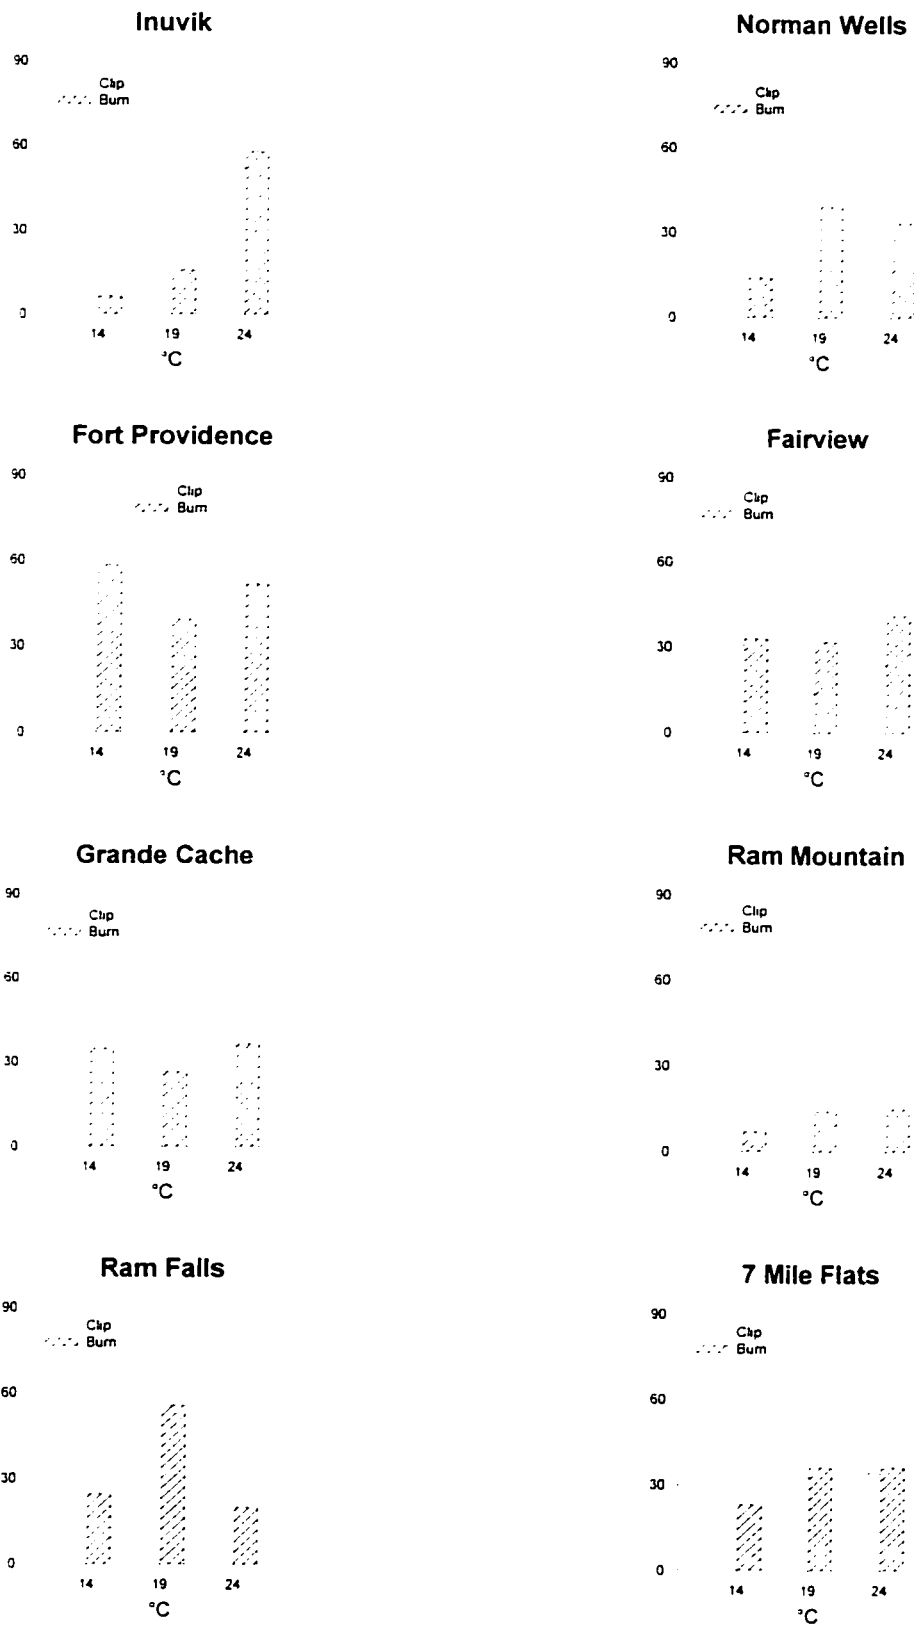 Inuvik
90
Clip
Burn
60
30
0
14 19 24
°C
Norman Wells
90
Clip
Burn
60
30
0
14 19 24
°C
Fort Providence
90
Clip
Burn
60
30
0
14 19 24
°C
Fairview
90
Clip
Burn
60
30
0
14 19 24
°C
Grande Cache
90
Clip
Burn
60
30
0
14 19 24
°C
Ram Mountain
90
Clip
Burn
60
30
0
14 19 24
°C
Ram Falls
90
Clip
Burn
60
30
0
14 19 24
°C
7 Mile Flats
90
Clip
Burn
60
30
0
14 19 24
°C